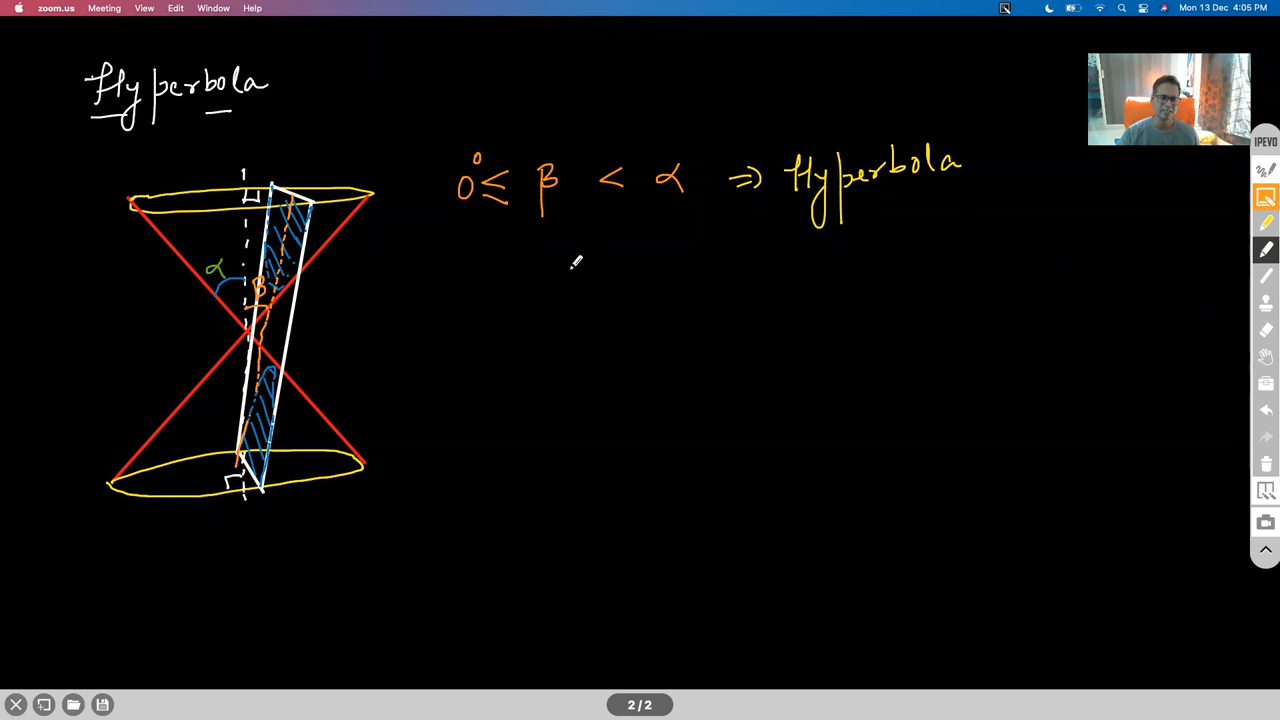 zoom.us Meeting View Edit Window Help Mon 13 Dec 4:05 PM
Hyperbola
0° ≤ β < α ⇒ Hyperbola
IPEVO
α
β
2/2